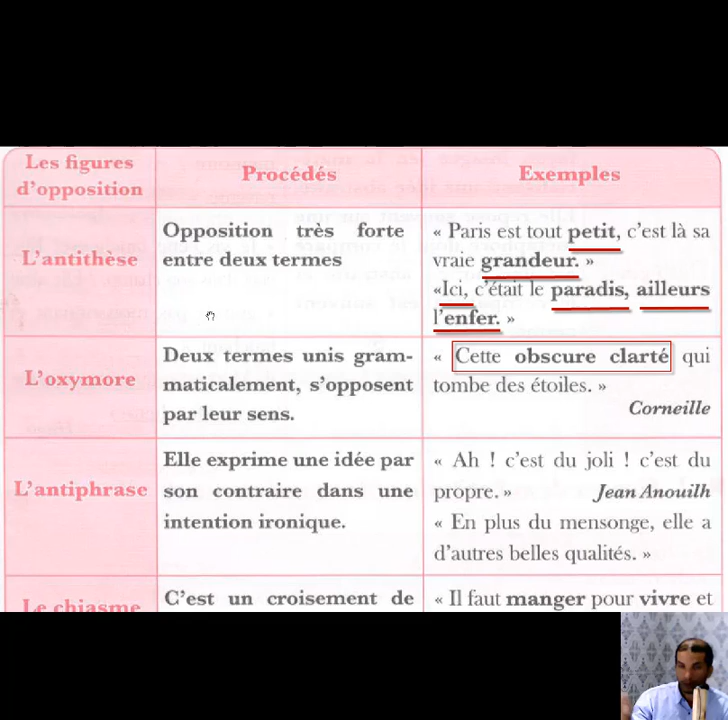 Les figures d'opposition
Procédés
Exemples
L'antithèse
Opposition très forte
entre deux termes
« Paris est tout petit, c'est là sa
vraie grandeur. »
«Ici, c'était le paradis, ailleurs
l'enfer. »
L'oxymore
Deux termes unis gram-
maticalement, s'opposent
par leur sens.
« Cette obscure clarté qui
tombe des étoiles. »
Corneille
L'antiphrase
Elle exprime une idée par
son contraire dans une
intention ironique.
« Ah ! c'est du joli ! c'est du
propre. » Jean Anouilh
« En plus du mensonge, elle a
d'autres belles qualités. »
Le chiasme
C'est un croisement de
« Il faut manger pour vivre et